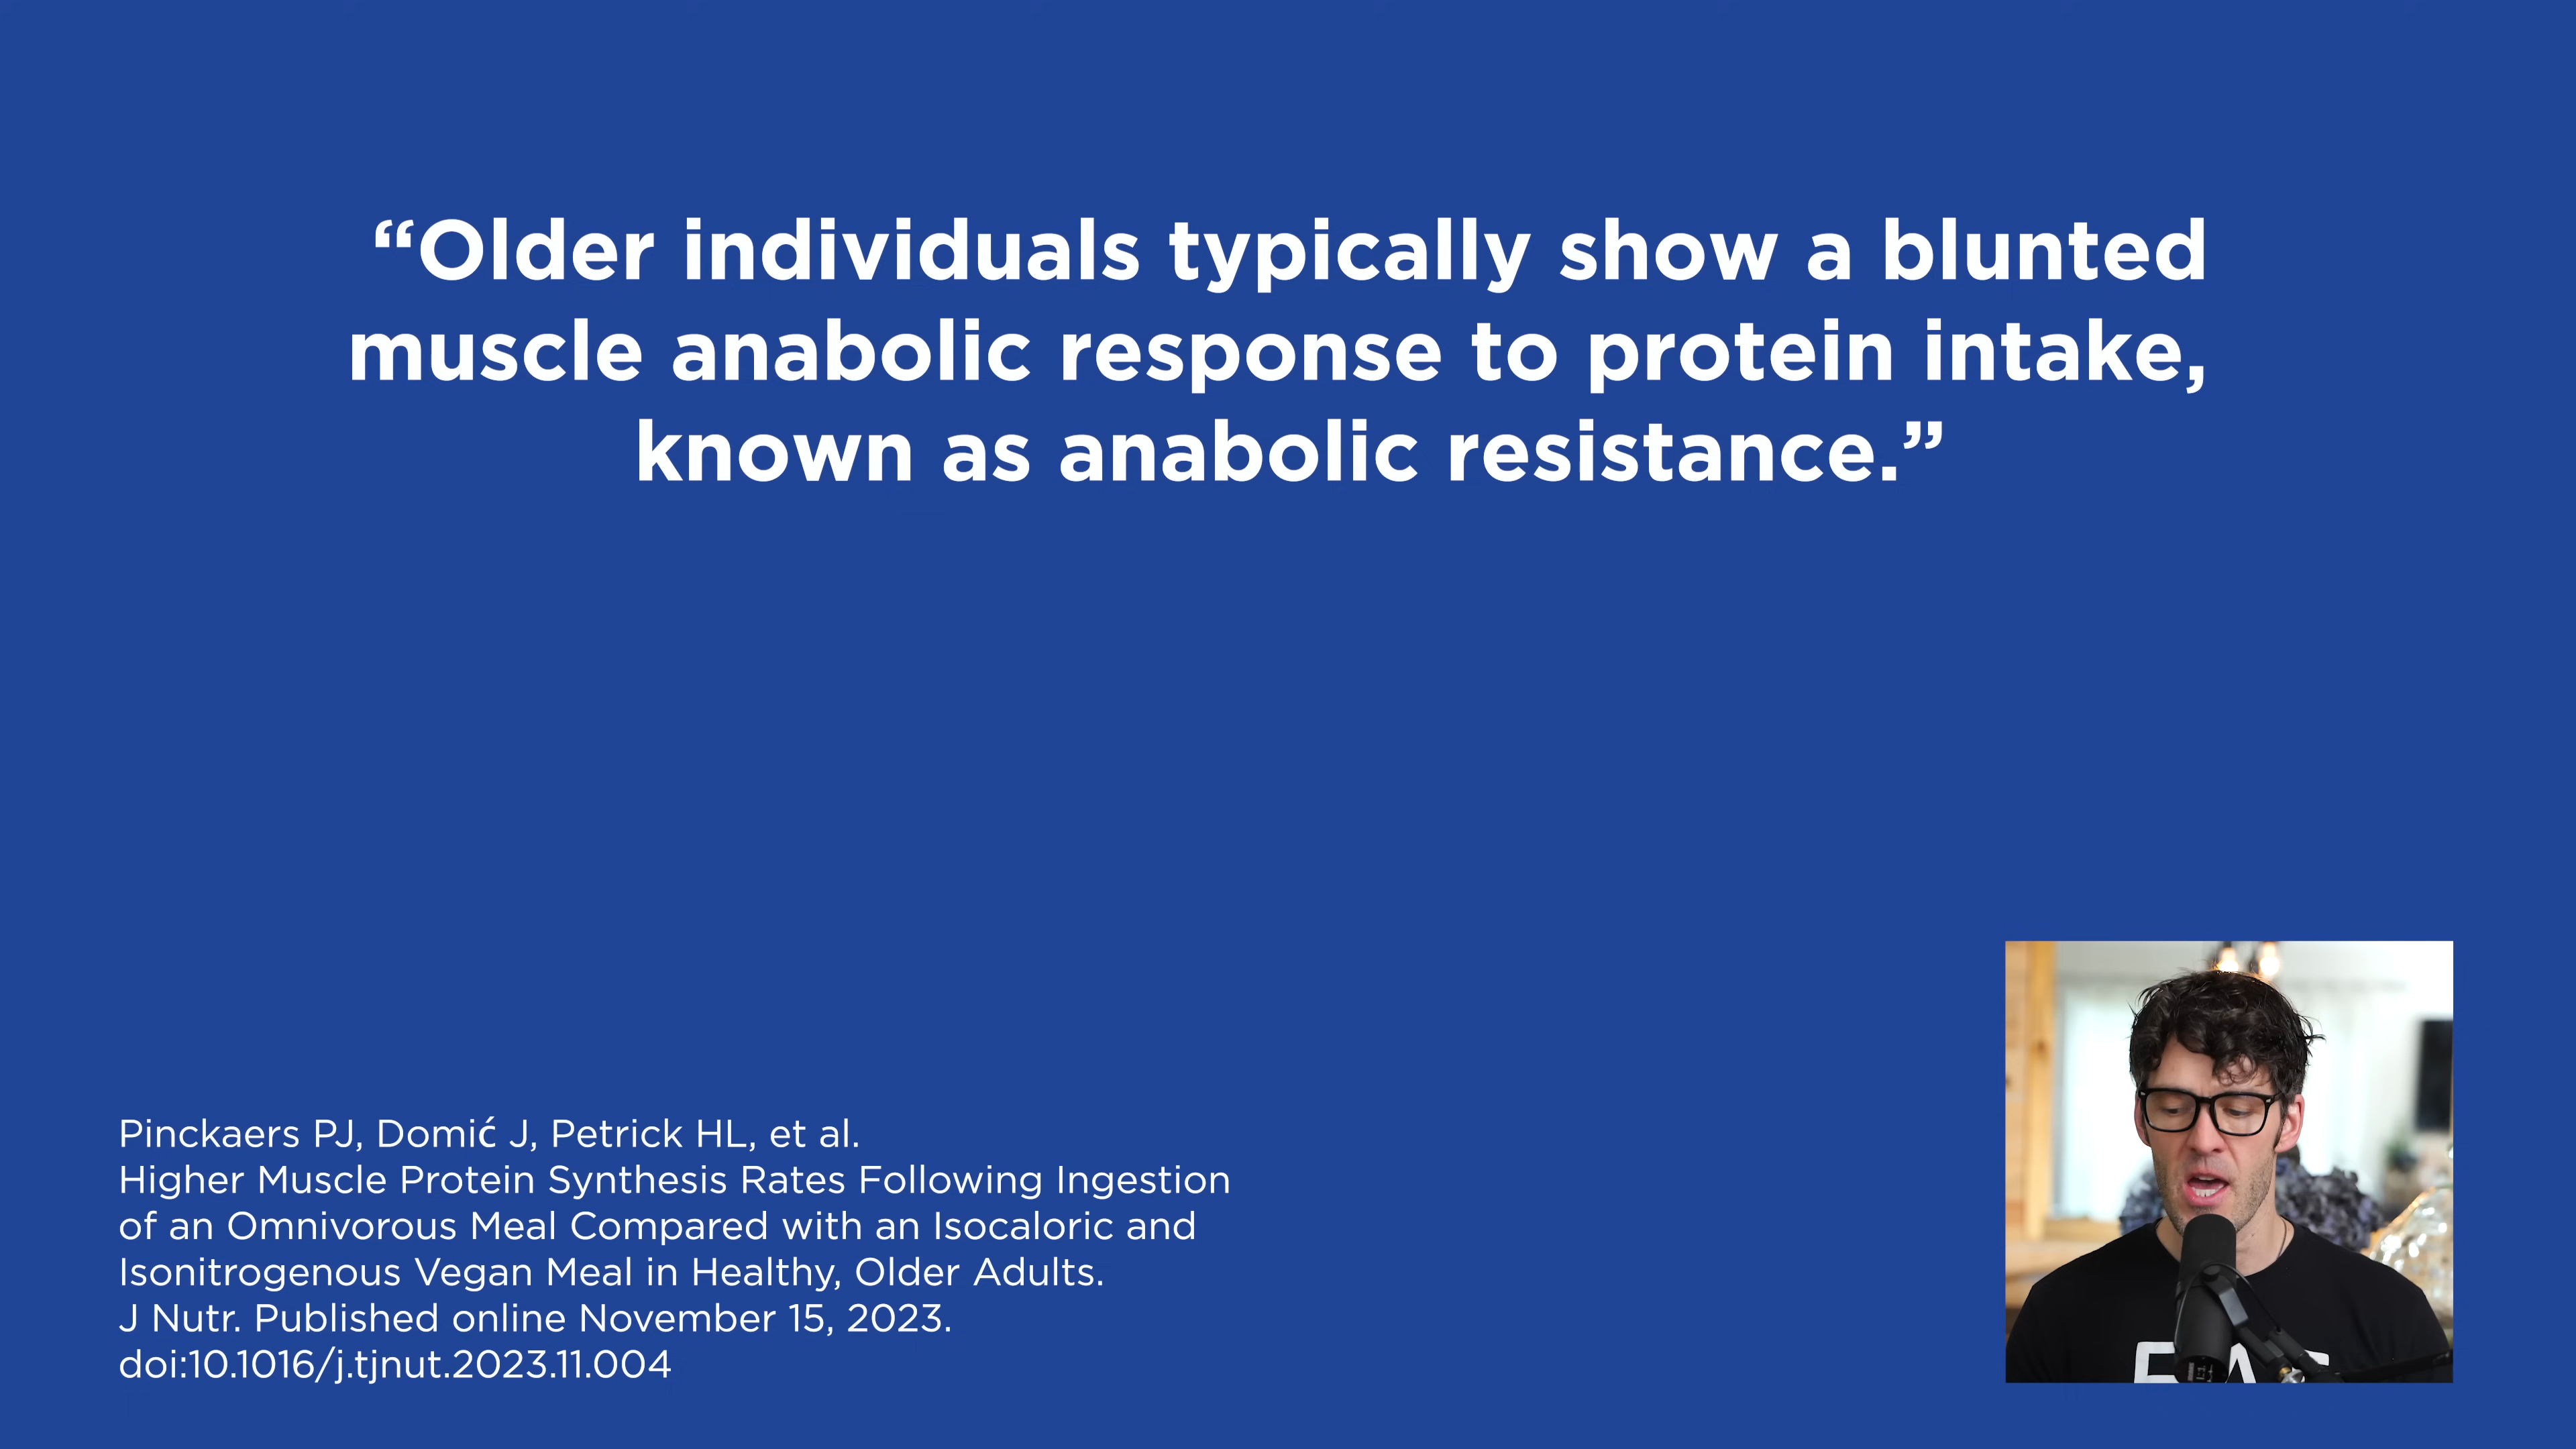 “Older individuals typically show a blunted
muscle anabolic response to protein intake,
known as anabolic resistance.”
Pinckaers PJ, Domić J, Petrick HL, et al.
Higher Muscle Protein Synthesis Rates Following Ingestion
of an Omnivorous Meal Compared with an Isocaloric and
Isonitrogenous Vegan Meal in Healthy, Older Adults.
J Nutr. Published online November 15, 2023.
doi:10.1016/j.tjnut.2023.11.004